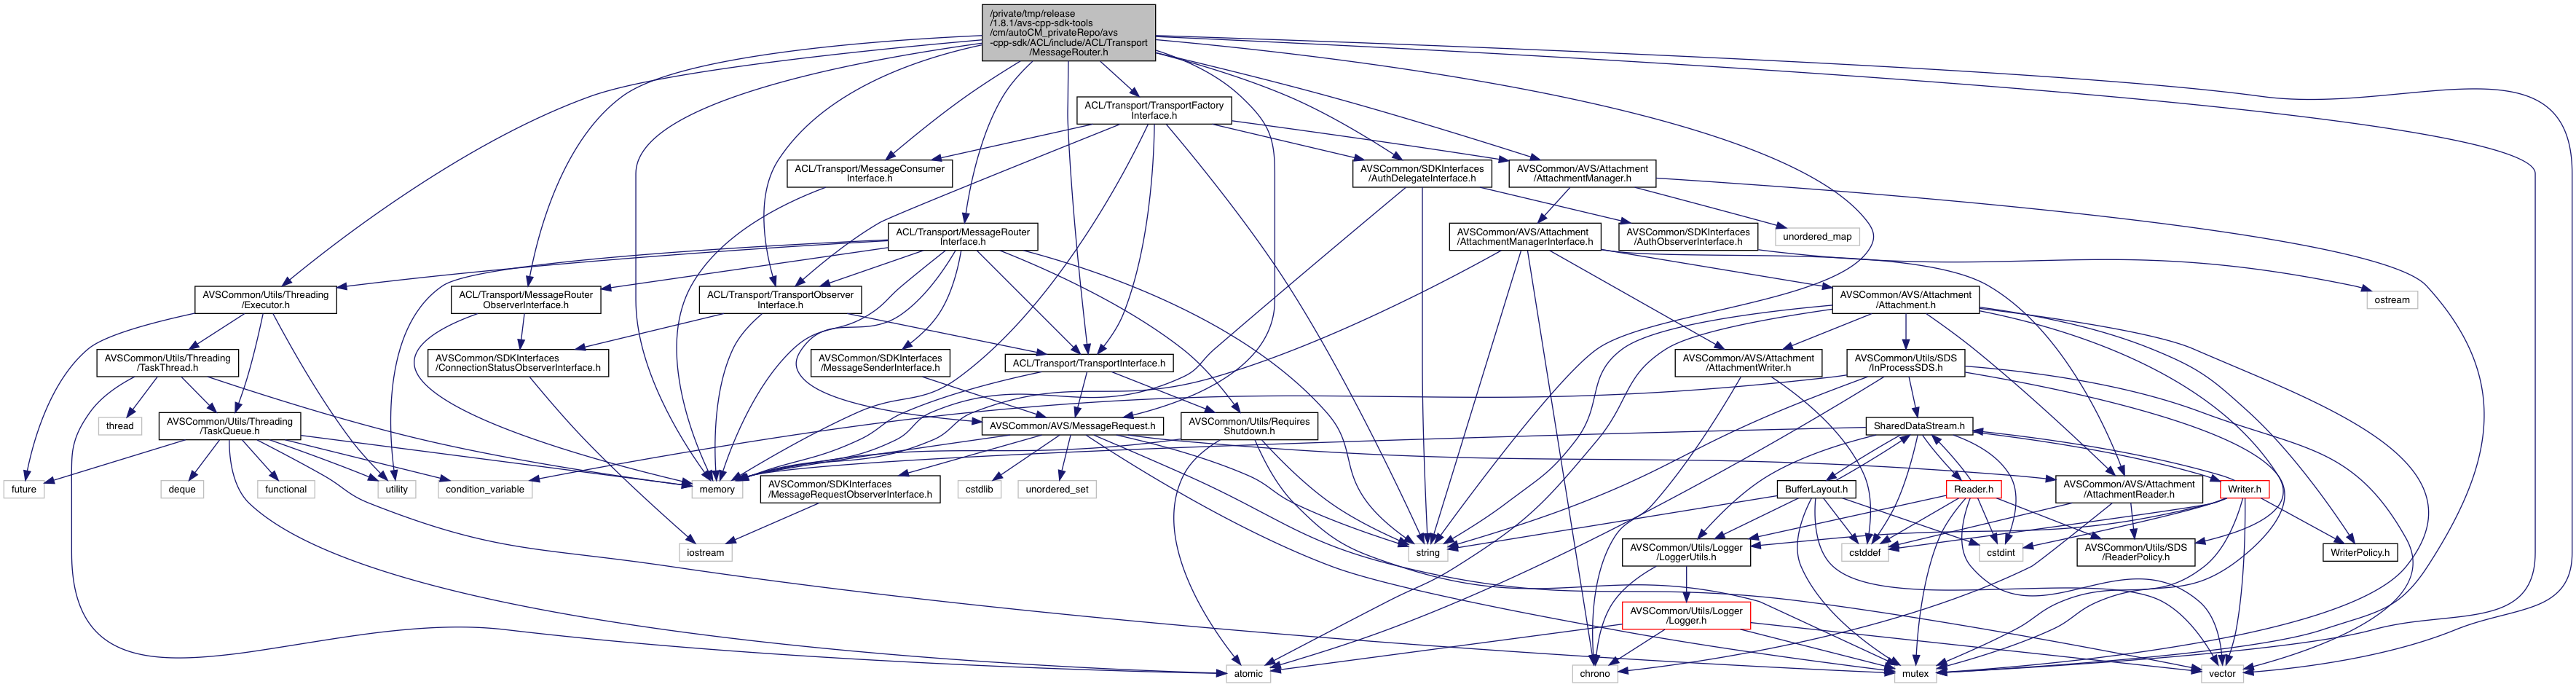 /private/tmp/release
/1.8.1/avs-cpp-sdk-tools
/cm/autoCM_privateRepo/avs
-cpp-sdk/ACL/include/ACL/Transport
/MessageRouter.h
ACL/Transport/TransportFactory
Interface.h
ACL/Transport/MessageConsumer
Interface.h
AVSCommon/SDKInterfaces
/AuthDelegateInterface.h
AVSCommon/AVS/Attachment
/AttachmentManager.h
ACL/Transport/MessageRouter
Interface.h
AVSCommon/AVS/Attachment
/AttachmentManagerInterface.h
AVSCommon/SDKInterfaces
/AuthObserverInterface.h
unordered_map
AVSCommon/Utils/Threading
/Executor.h
ACL/Transport/MessageRouter
ObserverInterface.h
ACL/Transport/TransportObserver
Interface.h
AVSCommon/AVS/Attachment
/Attachment.h
ostream
AVSCommon/Utils/Threading
/TaskThread.h
AVSCommon/SDKInterfaces
/ConnectionStatusObserverInterface.h
AVSCommon/SDKInterfaces
/MessageSenderInterface.h
ACL/Transport/TransportInterface.h
AVSCommon/AVS/Attachment
/AttachmentWriter.h
AVSCommon/Utils/SDS
/InProcessSDS.h
thread
AVSCommon/Utils/Threading
/TaskQueue.h
AVSCommon/AVS/MessageRequest.h
AVSCommon/Utils/Requires
Shutdown.h
SharedDataStream.h
future
deque
functional
utility
condition_variable
memory
AVSCommon/SDKInterfaces
/MessageRequestObserverInterface.h
cstdlib
unordered_set
BufferLayout.h
Reader.h
AVSCommon/AVS/Attachment
/AttachmentReader.h
Writer.h
iostream
string
AVSCommon/Utils/Logger
/LoggerUtils.h
cstddef
cstdint
AVSCommon/Utils/SDS
/ReaderPolicy.h
WriterPolicy.h
AVSCommon/Utils/Logger
/Logger.h
atomic
chrono
mutex
vector